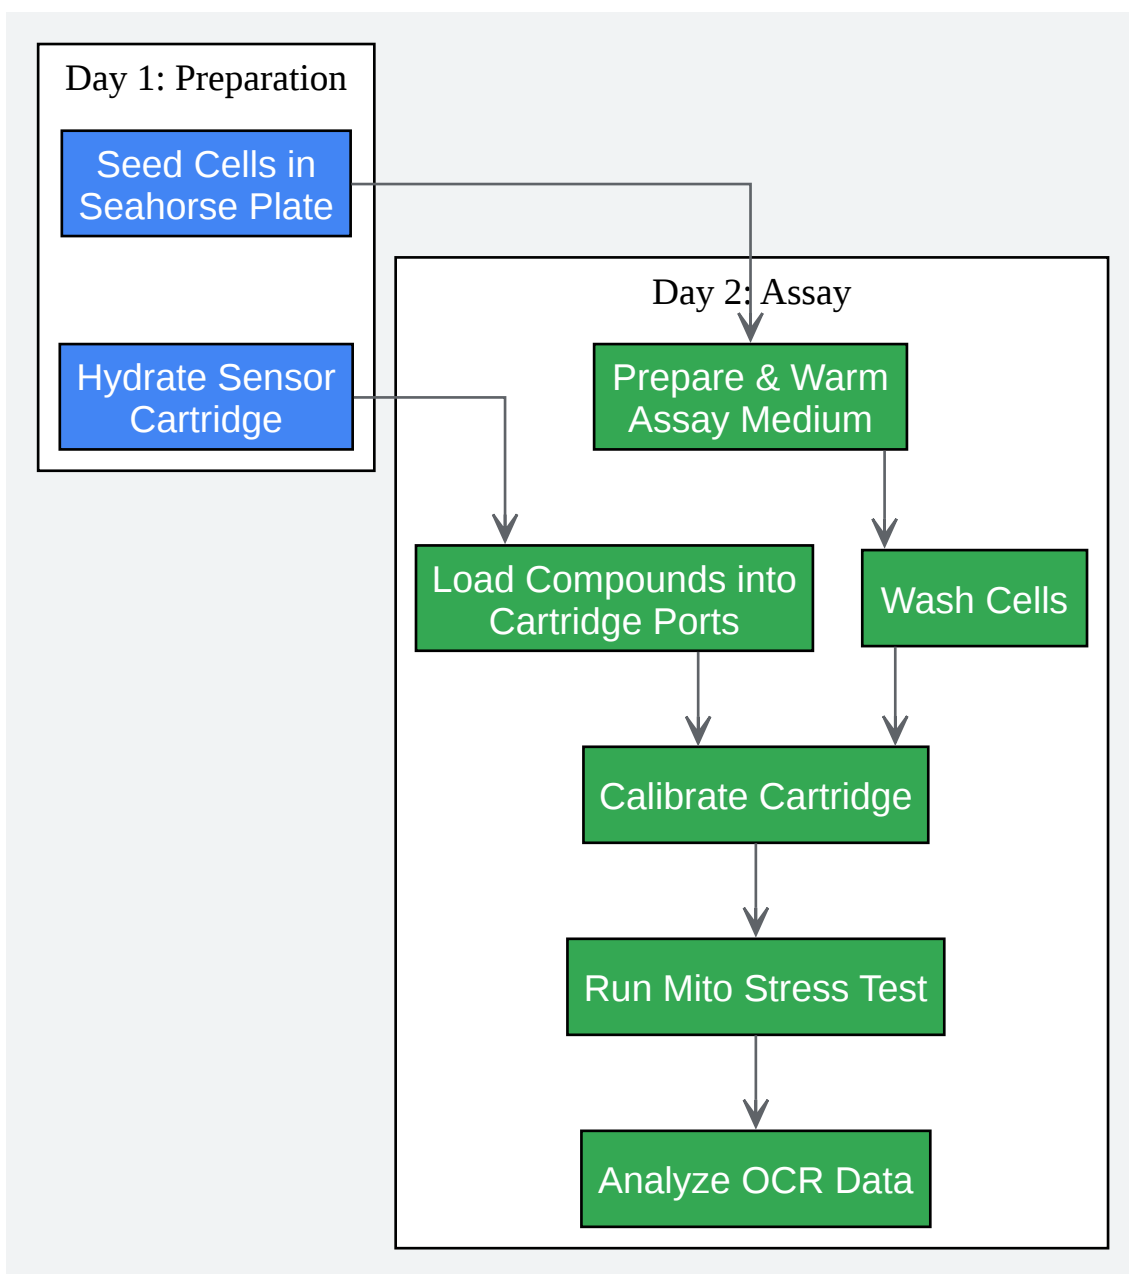 Day 1: Preparation
Seed Cells in
Seahorse Plate
Hydrate Sensor
Cartridge
Day 2: Assay
Prepare & Warm
Assay Medium
Load Compounds into
Cartridge Ports
Wash Cells
Calibrate Cartridge
Run Mito Stress Test
Analyze OCR Data